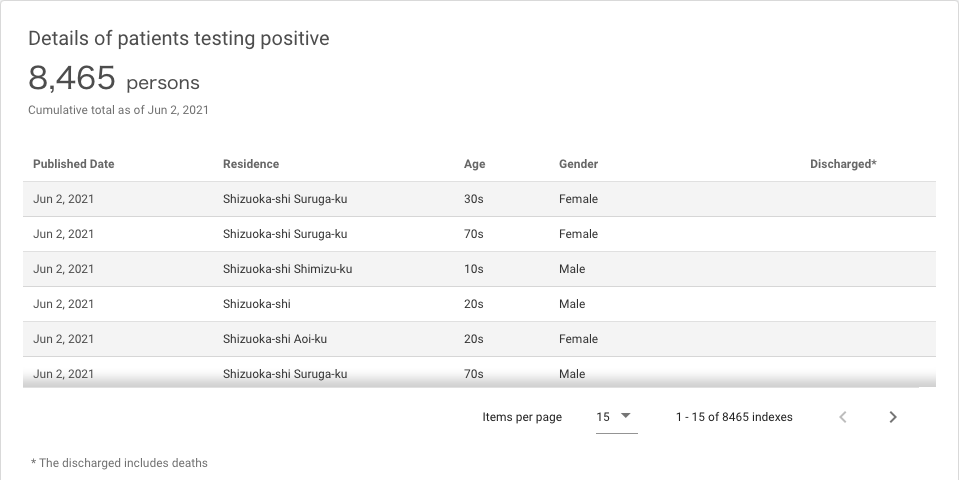 Details of patients testing positive
8,465 persons
Cumulative total as of Jun 2, 2021
Published Date Residence Age Gender Discharged*
Jun 2, 2021 Shizuoka-shi Suruga-ku 30s Female
Jun 2, 2021 Shizuoka-shi Suruga-ku 70s Female
Jun 2, 2021 Shizuoka-shi Shimizu-ku 10s Male
Jun 2, 2021 Shizuoka-shi 20s Male
Jun 2, 2021 Shizuoka-shi Aoi-ku 20s Female
Jun 2, 2021 Shizuoka-shi Suruga-ku 70s Male
Items per page 15 1 - 15 of 8465 indexes
* The discharged includes deaths